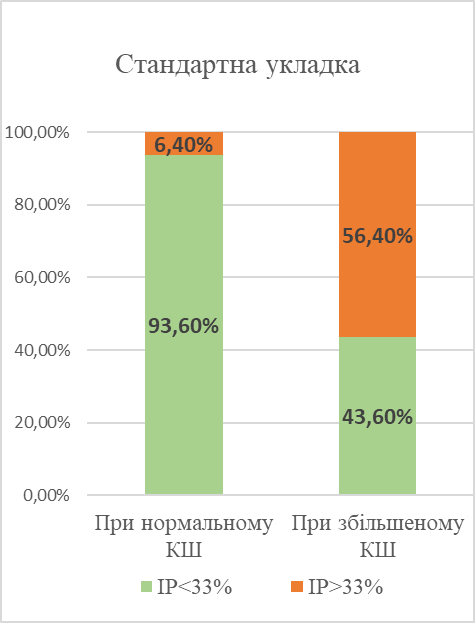 Стандартна укладка
100,00%
80,00%
60,00%
40,00%
20,00%
0,00%
6,40%
93,60%
56,40%
43,60%
При нормальному
КШ
При збільшеному
КШ
IP<33%
IP>33%